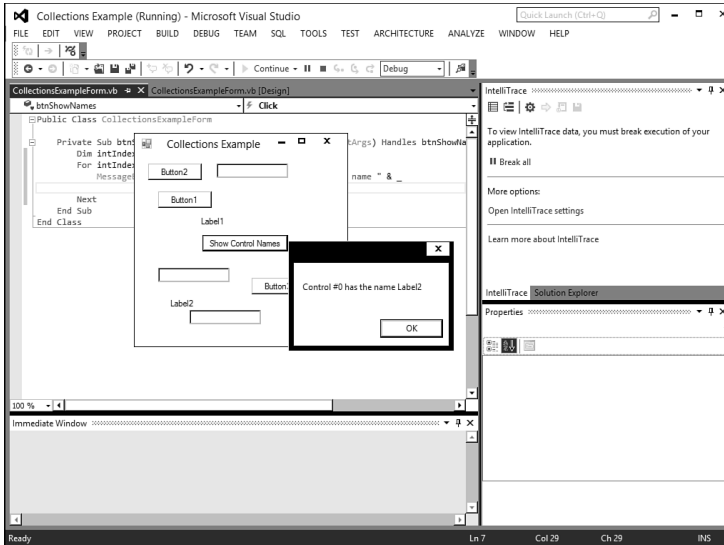 Collections Example (Running) - Microsoft Visual Studio
Quick Launch (Ctrl+Q)
FILE EDIT VIEW PROJECT BUILD DEBUG TEAM SQL TOOLS TEST ARCHITECTURE ANALYZE WINDOW HELP
Continue Debug
CollectionsExampleForm.vb CollectionsExampleForm.vb [Design]
btnShowNames Click
Public Class CollectionsExampleForm
Private Sub
tArgs) Handles
Dim
For
name " & _
Next
End Sub
End Class
Collections Example
Button2
Button1
Label1
Show Control Names
Label2
Control #0 has the name Label2
OK
100 %
Immediate Window
IntelliTrace
To view IntelliTrace data, you must break execution of your
application.
Break all
More options:
Open IntelliTrace settings
Learn more about IntelliTrace
IntelliTrace Solution Explorer
Properties
Ready Ln 7 Col 29 Ch 29 INS